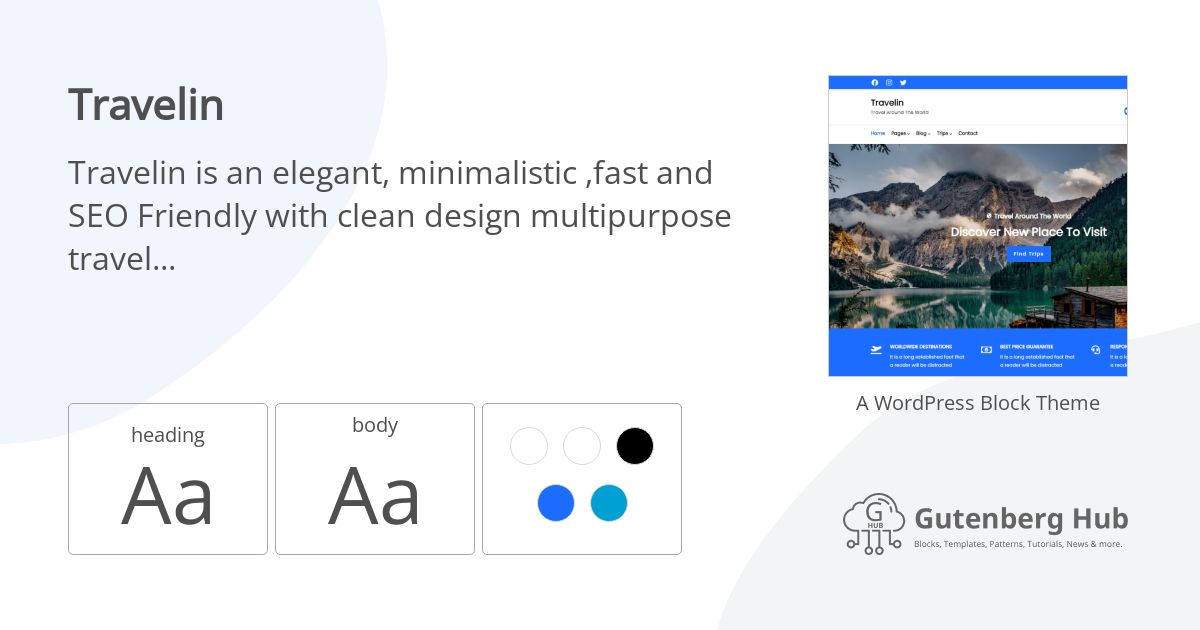 Travelin
Travelin is an elegant, minimalistic ,fast and
SEO Friendly with clean design multipurpose
travel...
Travelin
Travel Around The World
Home Pages Blog Trips Contact
Travel Around The World
Discover New Place To Visit
Find Trips
WORLDWIDE DESTINATIONS
It is a long established fact that
a reader will be distracted
BEST PRICE GUARANTEE
It is a long established fact that
a reader will be distracted
A WordPress Block Theme
heading
Aa
body
Aa
G
HUB
Gutenberg Hub
Blocks, Templates, Patterns, Tutorials, News & more.